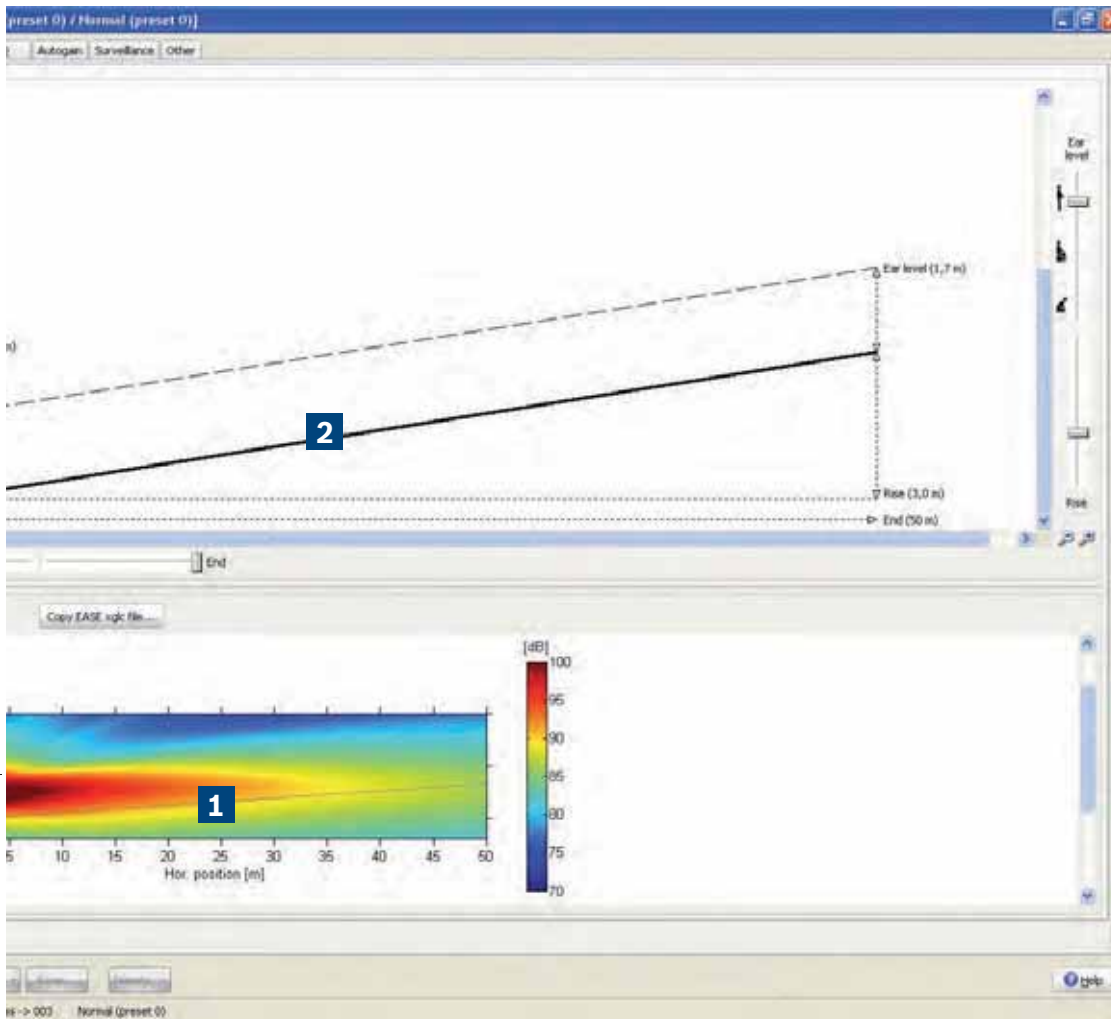 preset 0) / Normal (preset 0)]
Autogain Surveillance Other
Ear
level
Ear level (1,7 m)
2
Rise (3,0 m)
End (50 m)
Rise
End
Copy EASE xglc file...
[dB]
100
95
90
85
80
75
70
1
5 10 15 20 25 30 35 40 45 50
Hor. position [m]
Help
-> 003 Normal (preset 0)